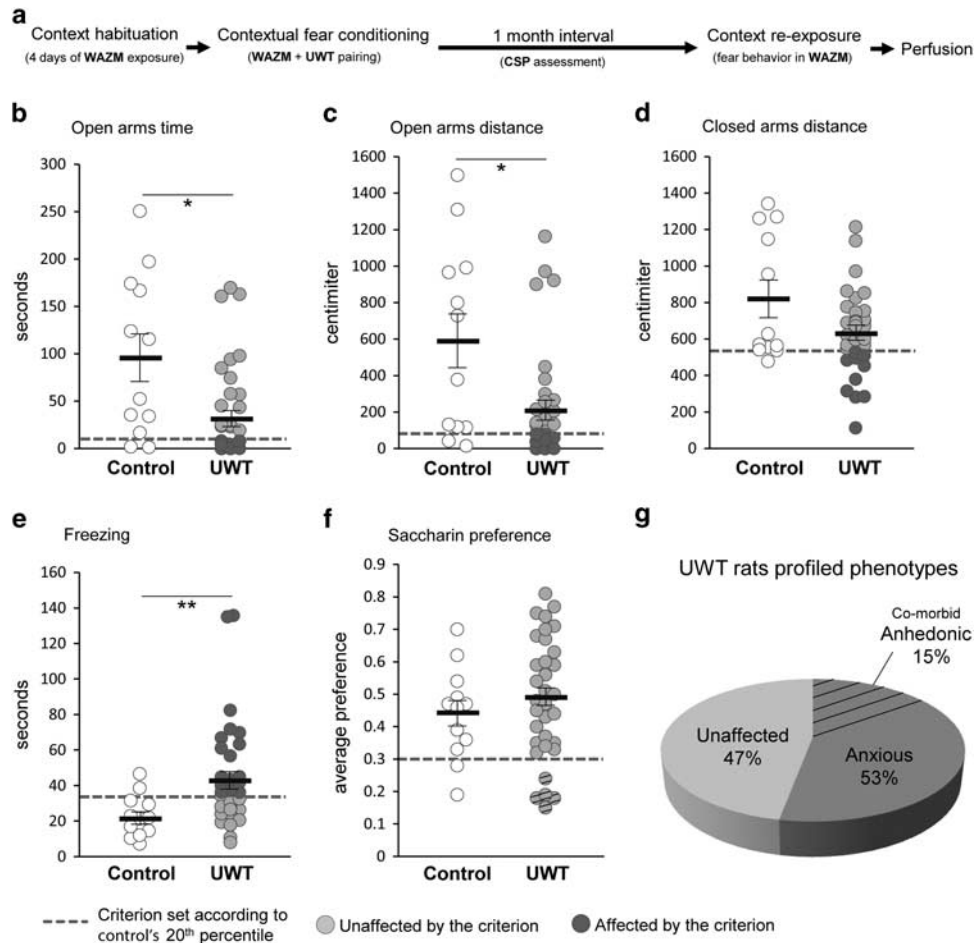 a
Context habituation
(4 days of WAZM exposure)
Contextual fear conditioning
(WAZM + UWT pairing)
1 month interval
(CSP assessment)
Context re-exposure
(fear behavior in WAZM)
Perfusion
b
Open arms time
300
250
200
150
100
50
0
seconds
*
Control UWT
c
Open arms distance
1600
1400
1200
1000
800
600
400
200
0
centimiter
*
Control UWT
d
Closed arms distance
1600
1400
1200
1000
800
600
400
200
0
centimiter
Control UWT
e
Freezing
160
140
120
100
80
60
40
20
0
seconds
**
Control UWT
f
Saccharin preference
0.9
0.8
0.7
0.6
0.5
0.4
0.3
0.2
0.1
average preference
Control UWT
g
UWT rats profiled phenotypes
Co-morbid
Anhedonic
15%
Unaffected
47%
Anxious
53%
Criterion set according to
control's 20th percentile
Unaffected by the criterion
Affected by the criterion